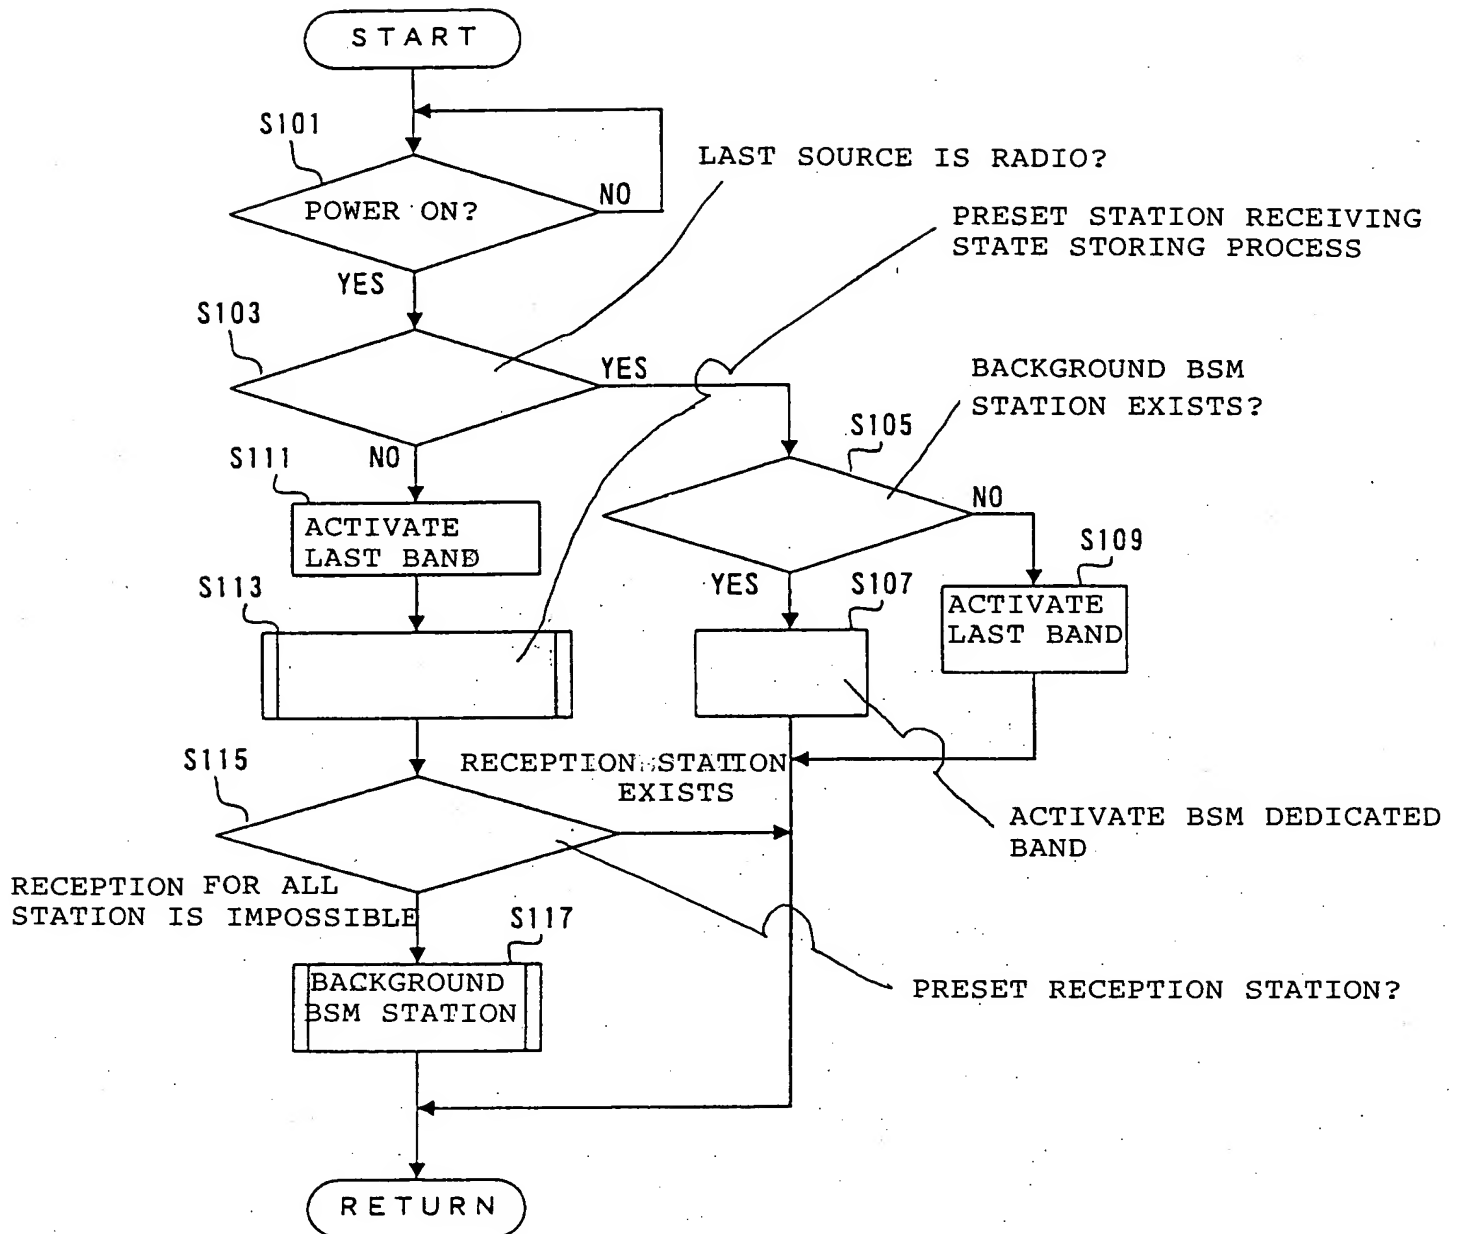 START
S101
POWER ON?
NO
LAST SOURCE IS RADIO?
PRESET STATION RECEIVING
STATE STORING PROCESS
YES
S103
YES
BACKGROUND BSM
STATION EXISTS?
S105
NO
S111
NO
ACTIVATE
LAST BAND
S109
S113
YES
S107
ACTIVATE
LAST BAND
S115
RECEPTION STATION
EXISTS
ACTIVATE BSM DEDICATED
BAND
RECEPTION FOR ALL
STATION IS IMPOSSIBLE
S117
BACKGROUND
BSM STATION
PRESET RECEPTION STATION?
RETURN